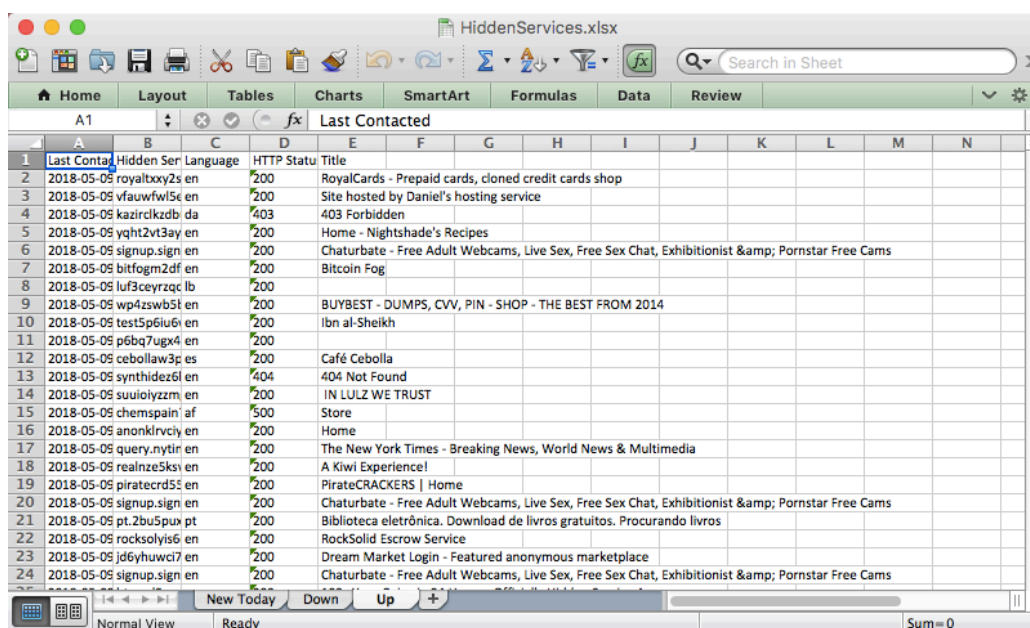 HiddenServices.xlsx
Search in Sheet
Home Layout Tables Charts SmartArt Formulas Data Review
A1 fx Last Contacted
A B C D E F G H I J K L M N
1 Last Contac Hidden Ser Language HTTP Statu Title
2 2018-05-09 royaltxxy2s en 200 RoyalCards - Prepaid cards, cloned credit cards shop
3 2018-05-09 vfauwfwl5e en 200 Site hosted by Daniel's hosting service
4 2018-05-09 kazirclkzdb da 403 403 Forbidden
5 2018-05-09 yqht2vt3ay en 200 Home - Nightshade's Recipes
6 2018-05-09 signup.sign en 200 Chaturbate - Free Adult Webcams, Live Sex, Free Sex Chat, Exhibitionist &amp; Pornstar Free Cams
7 2018-05-09 bitfogm2df en 200 Bitcoin Fog
8 2018-05-09 luf3ceyrzqc lb 200
9 2018-05-09 wp4zswb5b en 200 BUYBEST - DUMPS, CVV, PIN - SHOP - THE BEST FROM 2014
10 2018-05-09 test5p6iu6v en 200 Ibn al-Sheikh
11 2018-05-09 p6bq7ugx4 en 200
12 2018-05-09 cebollaw3p es 200 Café Cebolla
13 2018-05-09 synthidez6l en 404 404 Not Found
14 2018-05-09 suuioiyzzm en 200 IN LULZ WE TRUST
15 2018-05-09 chemspain af 500 Store
16 2018-05-09 anonklrvciy en 200 Home
17 2018-05-09 query.nytin en 200 The New York Times - Breaking News, World News & Multimedia
18 2018-05-09 realnze5ksv en 200 A Kiwi Experience!
19 2018-05-09 piratecrd55 en 200 PirateCRACKERS | Home
20 2018-05-09 signup.sign en 200 Chaturbate - Free Adult Webcams, Live Sex, Free Sex Chat, Exhibitionist &amp; Pornstar Free Cams
21 2018-05-09 pt.2bu5pux pt 200 Biblioteca eletrônica. Download de livros gratuitos. Procurando livros
22 2018-05-09 rocksolyis6 en 200 RockSolid Escrow Service
23 2018-05-09 jd6yhuwci7 en 200 Dream Market Login - Featured anonymous marketplace
24 2018-05-09 signup.sign en 200 Chaturbate - Free Adult Webcams, Live Sex, Free Sex Chat, Exhibitionist &amp; Pornstar Free Cams
New Today Down Up
Normal View Ready Sum=0